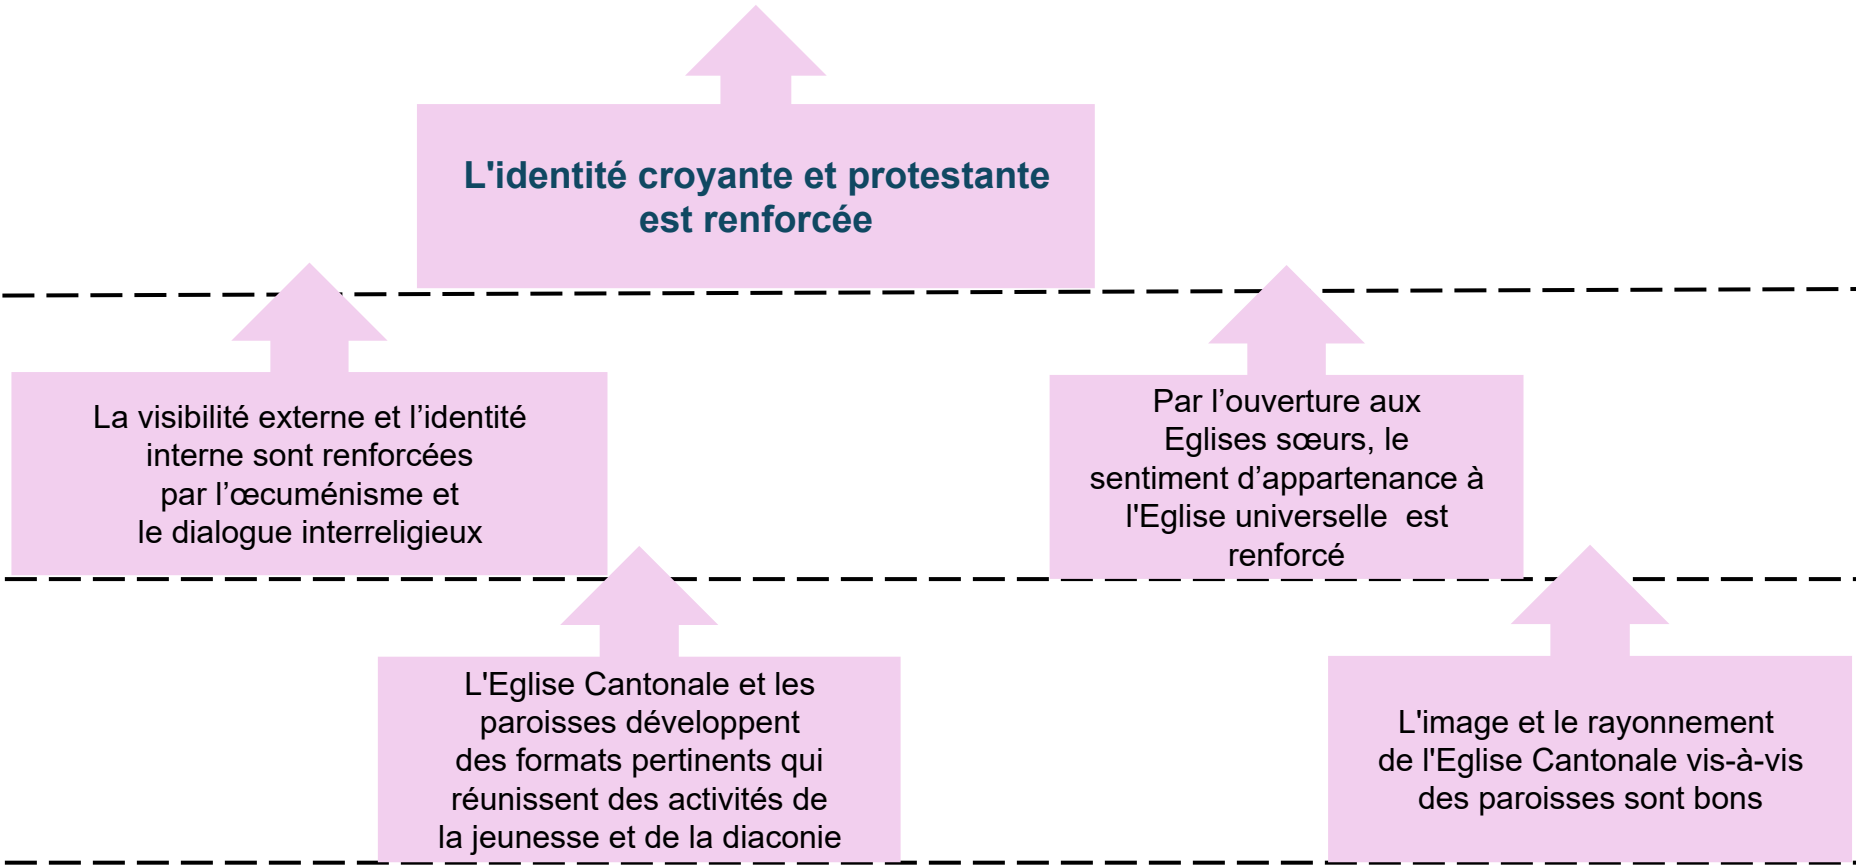 L'identité croyante et protestante
est renforcée
La visibilité externe et l’identité
interne sont renforcées
par l’œcuménisme et
le dialogue interreligieux
Par l’ouverture aux
Eglises sœurs, le
sentiment d’appartenance à
l'Eglise universelle  est
renforcé
L'Eglise Cantonale et les
paroisses développent
des formats pertinents qui
réunissent des activités de
la jeunesse et de la diaconie
L'image et le rayonnement
de l'Eglise Cantonale vis-à-vis
des paroisses sont bons